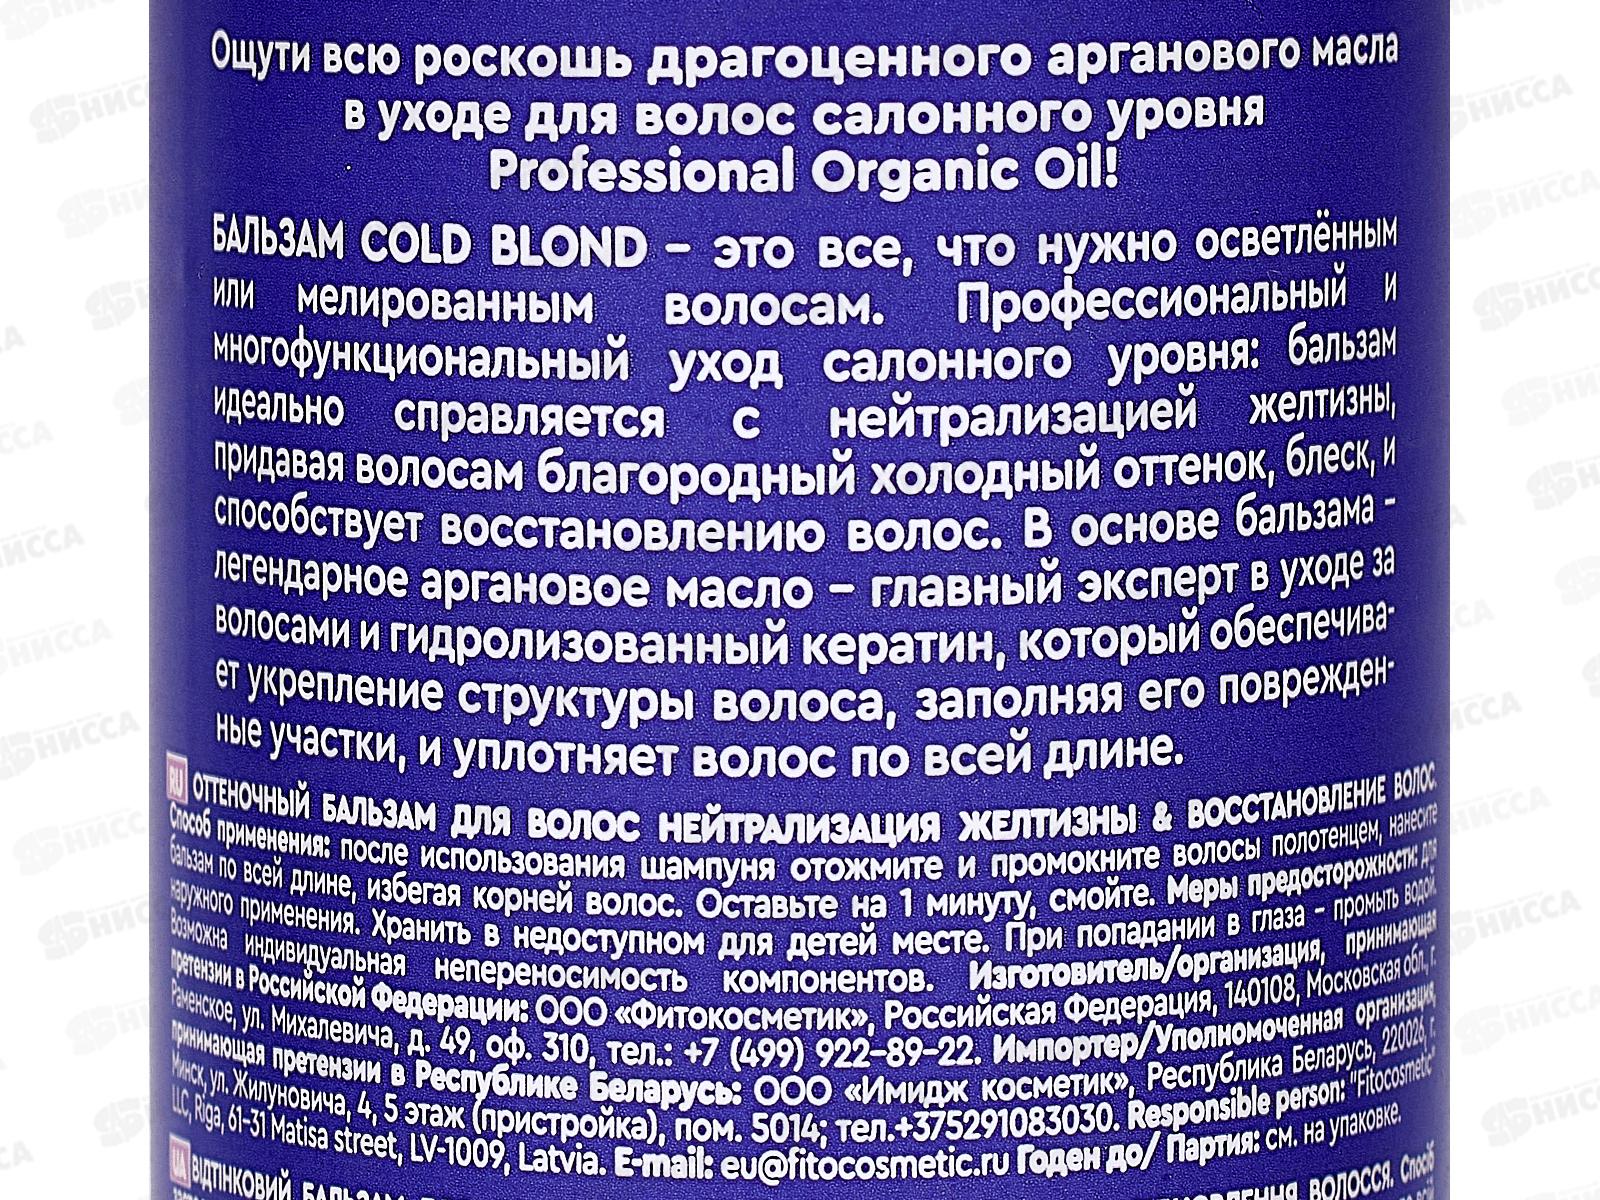 Ощути всю роскошь драгоценного арганового масла
в уходе для волос салонного уровня
Professional Organic Oil!
БАЛЬЗАМ COLD BLOND – это все, что нужно осветлённым
или мелированным волосам. Профессиональный и
многофункциональный уход салонного уровня: бальзам
идеально справляется с нейтрализацией желтизны,
придавая волосам благородный холодный оттенок, блеск, и
способствует восстановлению волос. В основе бальзама -
легендарное аргановое масло – главный эксперт в уходе за
волосами и гидролизованный кератин, который обеспечива-
ет укрепление структуры волоса, заполняя его поврежден-
ные участки, и уплотняет волос по всей длине.
RU ОТТЕНОЧНЫЙ БАЛЬЗАМ ДЛЯ ВОЛОС НЕЙТРАЛИЗАЦИЯ ЖЕЛТИЗНЫ & ВОССТАНОВЛЕНИЕ ВОЛОС.
Способ применения: после использования шампуня отожмите и промокните волосы полотенцем, нанесите
бальзам по всей длине, избегая корней волос. Оставьте на 1 минуту, смойте. Меры предосторожности: для
наружного применения. Хранить в недоступном для детей месте. При попадании в глаза - промыть водой.
Возможна индивидуальная непереносимость компонентов. Изготовитель/организация, принимающая
претензии в Российской Федерации: ООО «Фитокосметик», Российская Федерация, 140108, Московская обл., г.
Раменское, ул. Михалевича, д. 49, оф. 310, тел.: +7 (499) 922-89-22. Импортер/Уполномоченная организация,
принимающая претензии в Республике Беларусь: ООО «Имидж косметик», Республика Беларусь, 220026, г.
Минск, ул. Жилуновича, 4, 5 этаж (пристройка), пом. 5014; тел.+375291083030. Responsible person: "Fitocosmetic"
LLC, Riga, 61-31 Matisa street, LV-1009, Latvia. E-mail: eu@fitocosmetic.ru Годен до/ Партия: см. на упаковке.
UA ВІДТІНКОВИЙ БАЛЬЗАМ ВОЛОССЯ. Спосіб